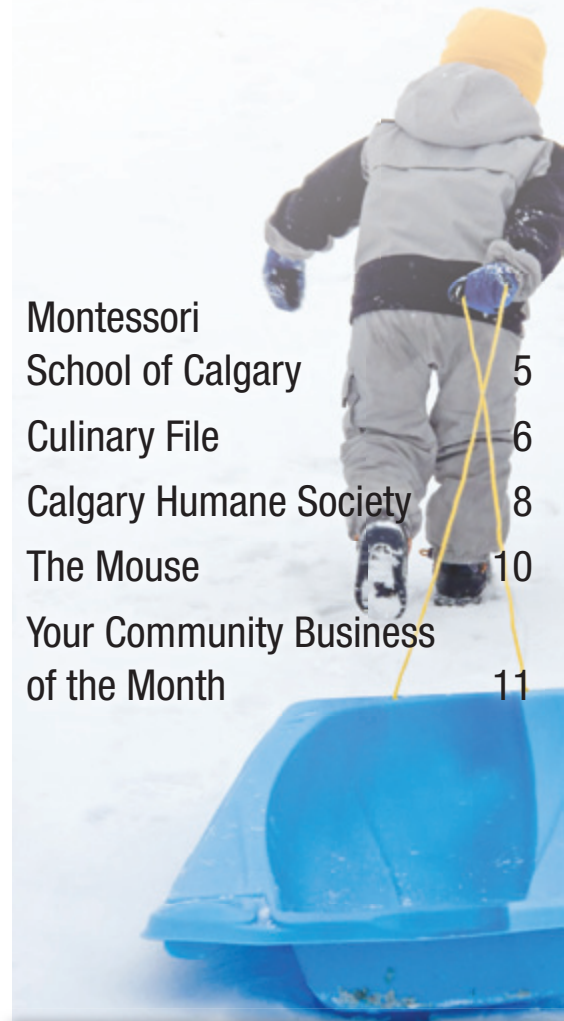 Montessori
School of Calgary 5
Culinary File 6
Calgary Humane Society 8
The Mouse 10
Your Community Business
of the Month 11